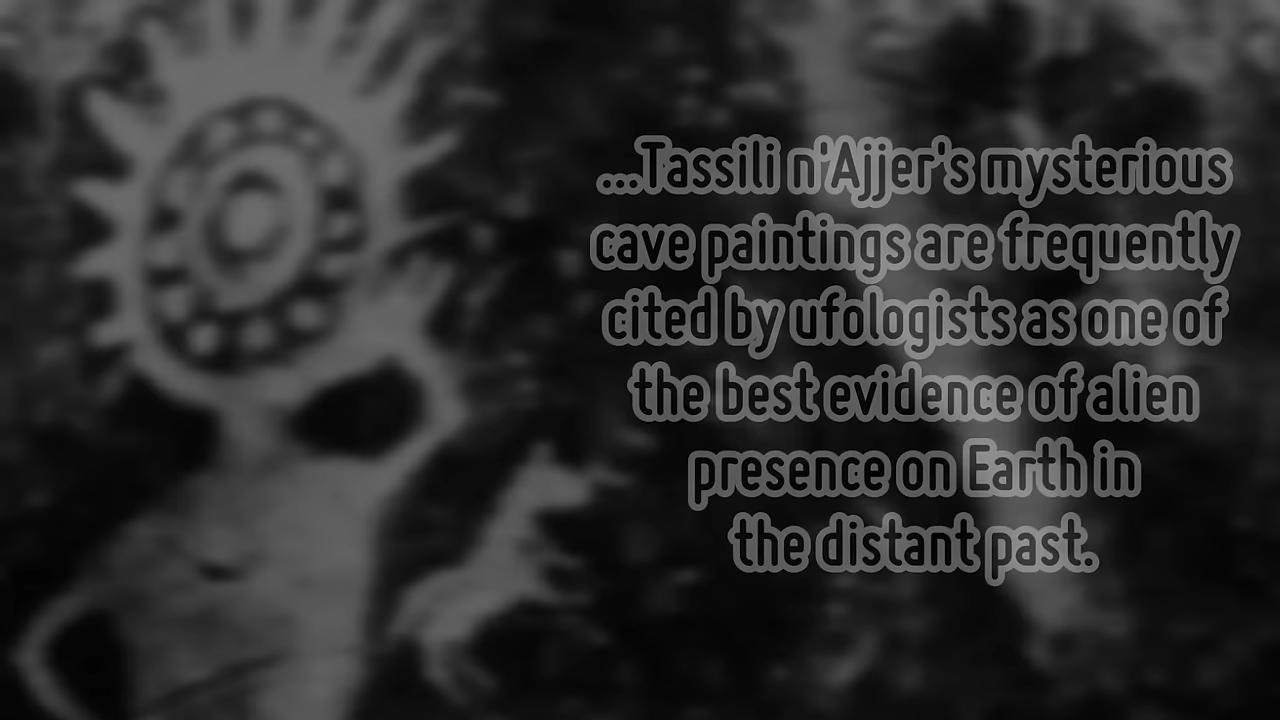 ...Tassili n'Ajjer's mysterious
cave paintings are frequently
cited by ufologists as one of
the best evidence of alien
presence on Earth in
the distant past.